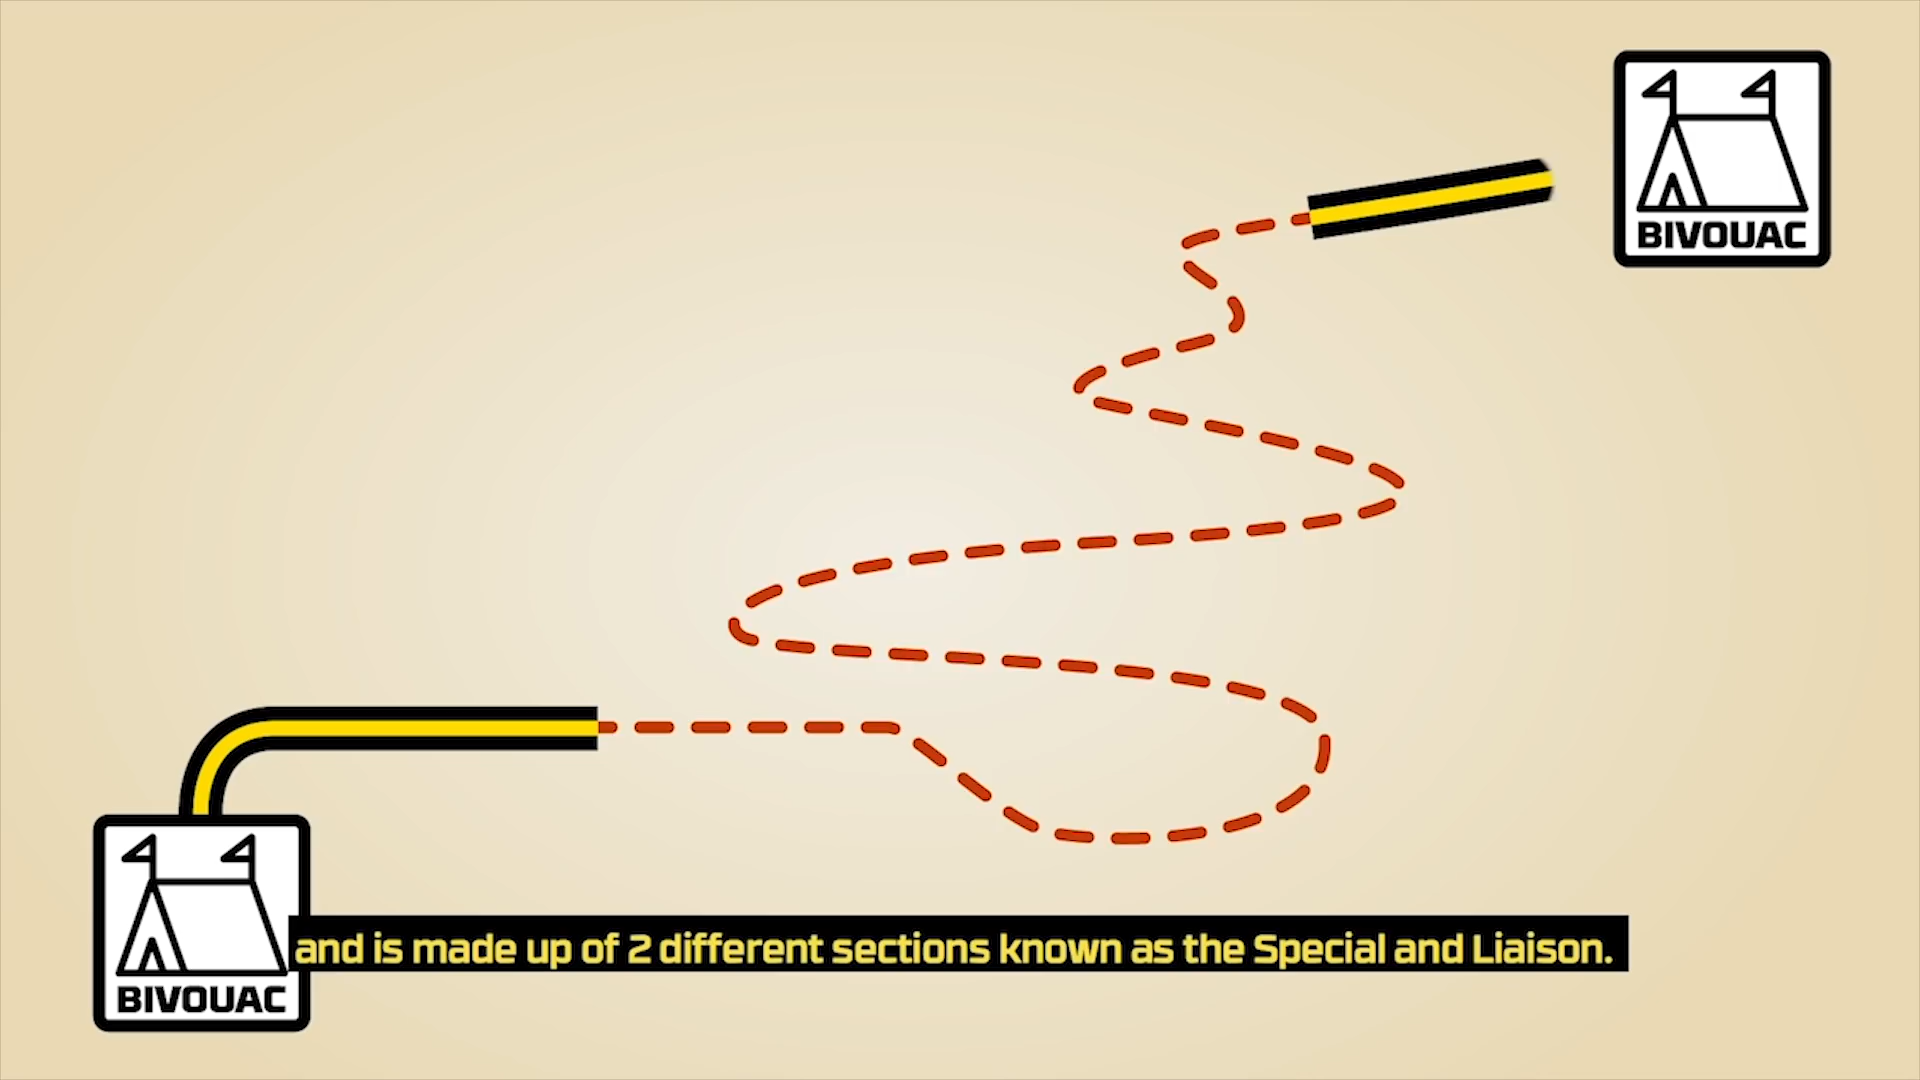 BIVOUAC
and is made up of 2 different sections known as the Special and Liaison.
BIVOUAC